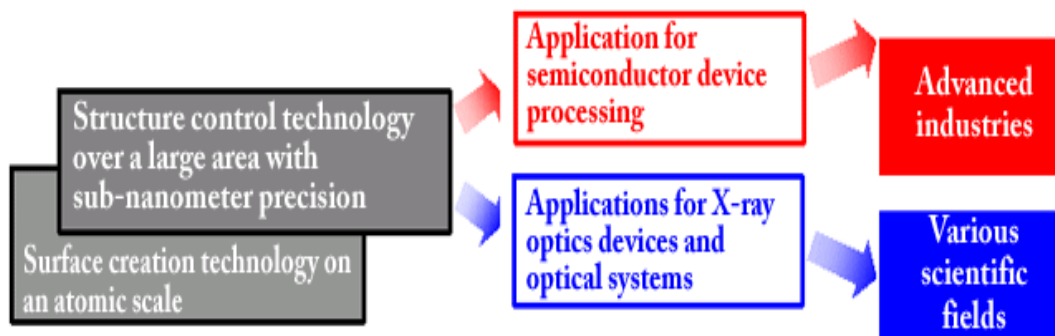 Structure control technology
over a large area with
sub-nanometer precision
Surface creation technology on
an atomic scale
Application for
semiconductor device
processing
Applications for X-ray
optics devices and
optical systems
Advanced
industries
Various
scientific
fields